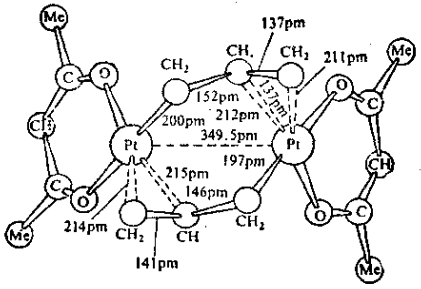 Me
CH₂
CH,
137pm
CH₂
211pm
Me
C
O
152pm
137pm
O
C
CH
200pm
212pm
349.5pm
Pt
Pt
CH
215pm
197pm
C
O
146pm
O
C
Me
214pm
CH₂
CH
CH₂
141pm
Me